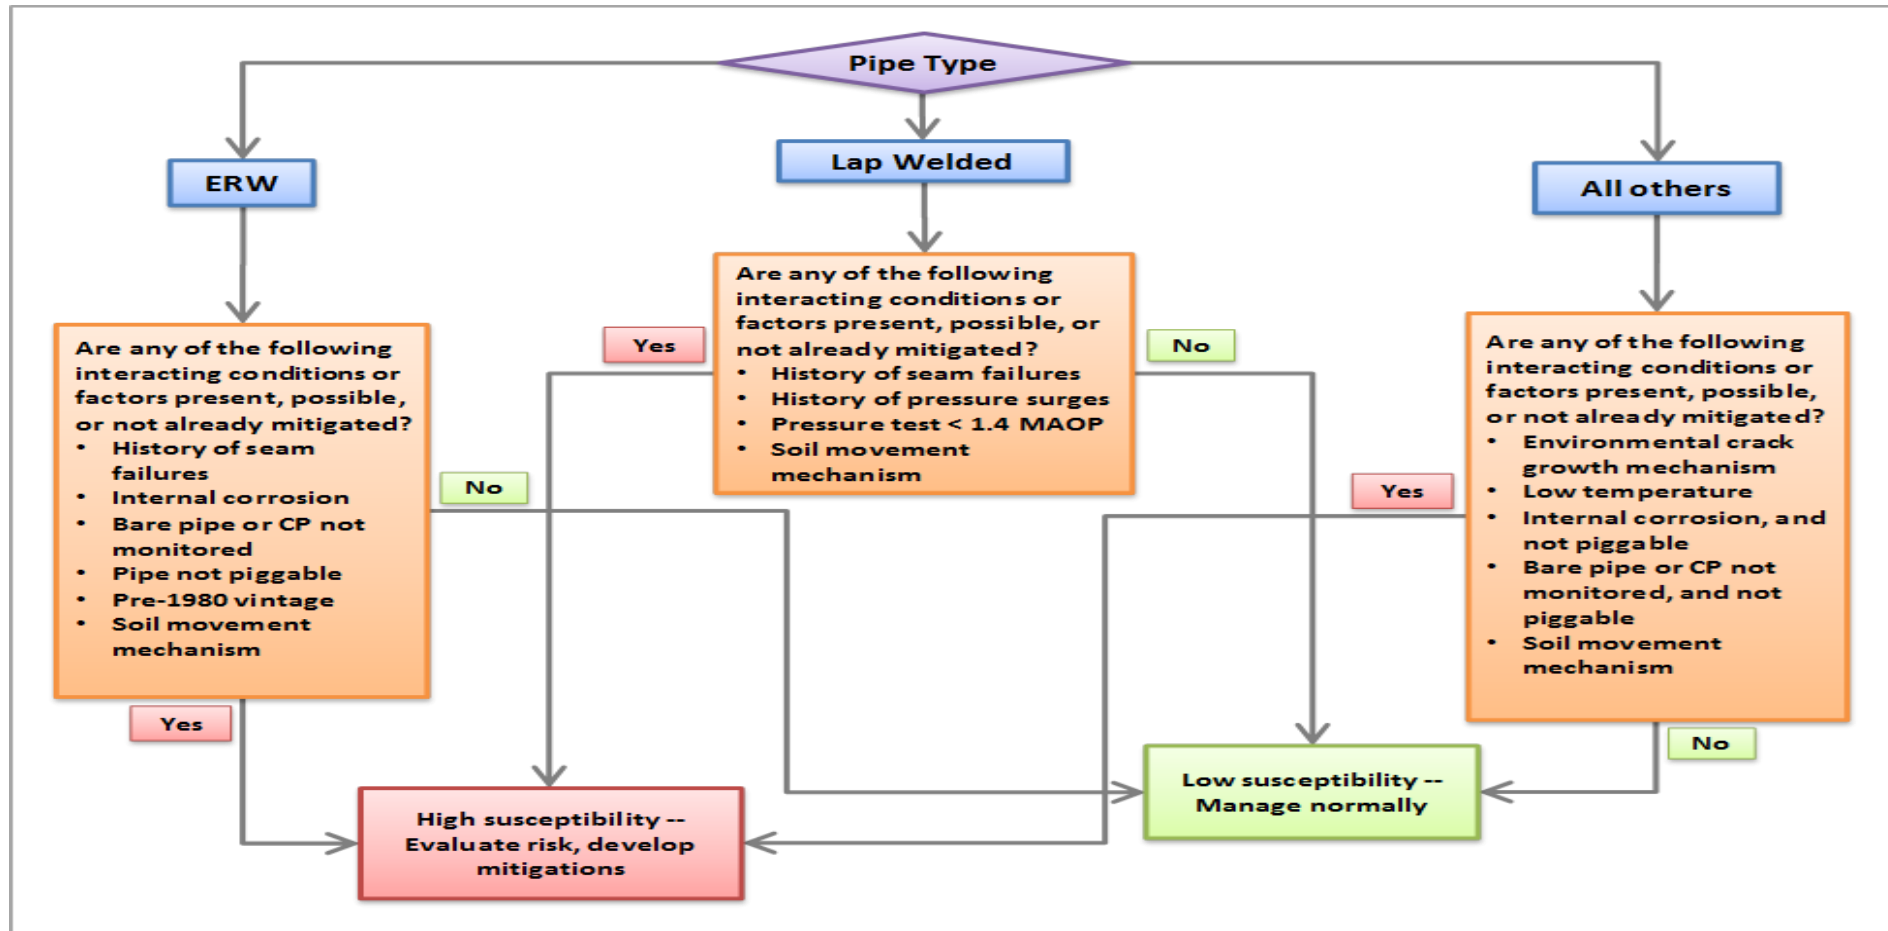 Pipe Type
ERW
Lap Welded
All others
Are any of the following
interacting conditions or
factors present, possible,
or not already mitigated?
• History of seam
failures
• Internal corrosion
• Bare pipe or CP not
monitored
• Pipe not piggable
• Pre-1980 vintage
• Soil movement
mechanism
Yes
No
Are any of the following
interacting conditions or
factors present, possible, or
not already mitigated?
• History of seam failures
• History of pressure surges
• Pressure test < 1.4 MAOP
• Soil movement
mechanism
Yes
No
Are any of the following
interacting conditions or
factors present, possible,
or not already mitigated?
• Environmental crack
growth mechanism
• Low temperature
• Internal corrosion, and
not piggable
• Bare pipe or CP not
monitored, and not
piggable
• Soil movement
mechanism
Yes
No
High susceptibility --
Evaluate risk, develop
mitigations
Low susceptibility --
Manage normally